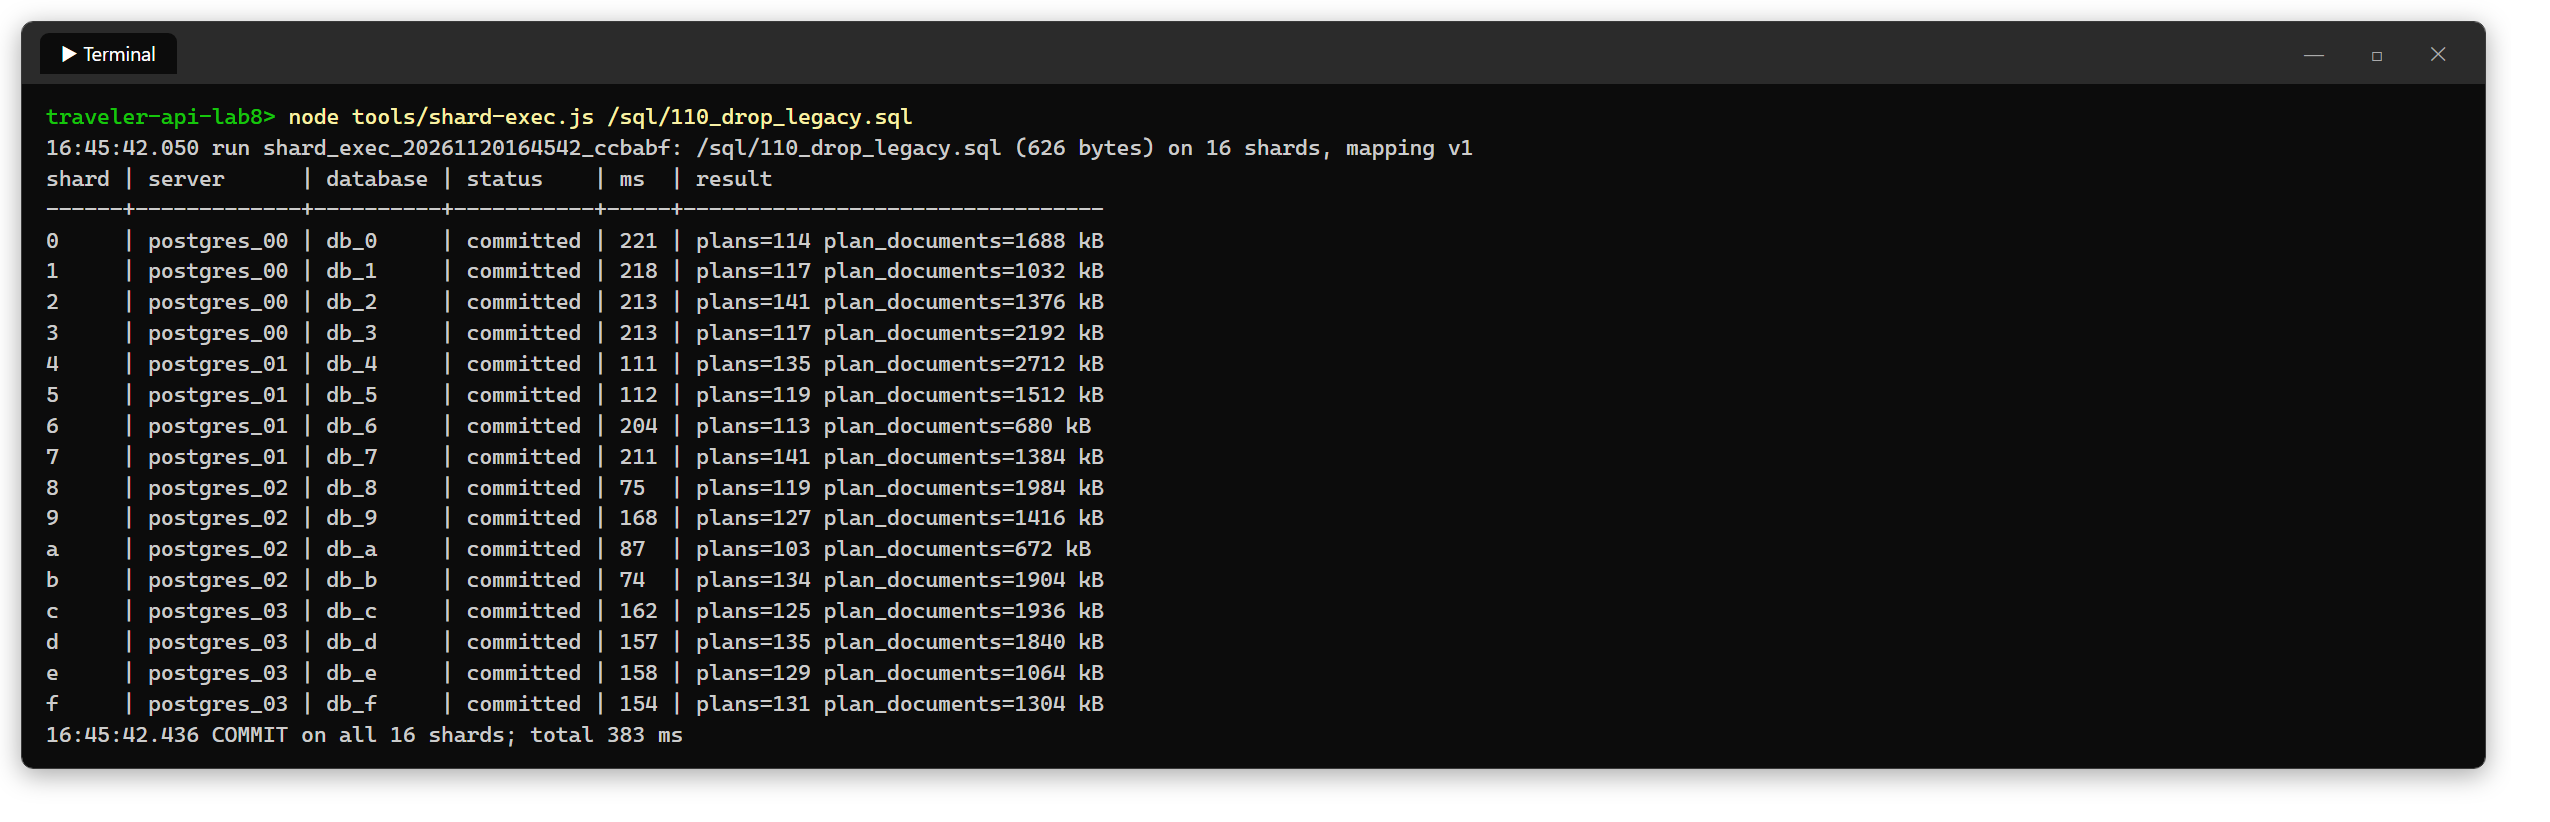 ▶ Terminal
traveler-api-lab8> node tools/shard-exec.js /sql/110_drop_legacy.sql
16:45:42.050 run shard_exec_20261120164542_ccbabf: /sql/110_drop_legacy.sql (626 bytes) on 16 shards, mapping v1
shard | server      | database | status    | ms  | result
------+-------------+----------+-----------+-----+---------------------------------
0     | postgres_00 | db_0     | committed | 221 | plans=114 plan_documents=1688 kB
1     | postgres_00 | db_1     | committed | 218 | plans=117 plan_documents=1032 kB
2     | postgres_00 | db_2     | committed | 213 | plans=141 plan_documents=1376 kB
3     | postgres_00 | db_3     | committed | 213 | plans=117 plan_documents=2192 kB
4     | postgres_01 | db_4     | committed | 111 | plans=135 plan_documents=2712 kB
5     | postgres_01 | db_5     | committed | 112 | plans=119 plan_documents=1512 kB
6     | postgres_01 | db_6     | committed | 204 | plans=113 plan_documents=680 kB
7     | postgres_01 | db_7     | committed | 211 | plans=141 plan_documents=1384 kB
8     | postgres_02 | db_8     | committed | 75  | plans=119 plan_documents=1984 kB
9     | postgres_02 | db_9     | committed | 168 | plans=127 plan_documents=1416 kB
a     | postgres_02 | db_a     | committed | 87  | plans=103 plan_documents=672 kB
b     | postgres_02 | db_b     | committed | 74  | plans=134 plan_documents=1904 kB
c     | postgres_03 | db_c     | committed | 162 | plans=125 plan_documents=1936 kB
d     | postgres_03 | db_d     | committed | 157 | plans=135 plan_documents=1840 kB
e     | postgres_03 | db_e     | committed | 158 | plans=129 plan_documents=1064 kB
f     | postgres_03 | db_f     | committed | 154 | plans=131 plan_documents=1304 kB
16:45:42.436 COMMIT on all 16 shards; total 383 ms